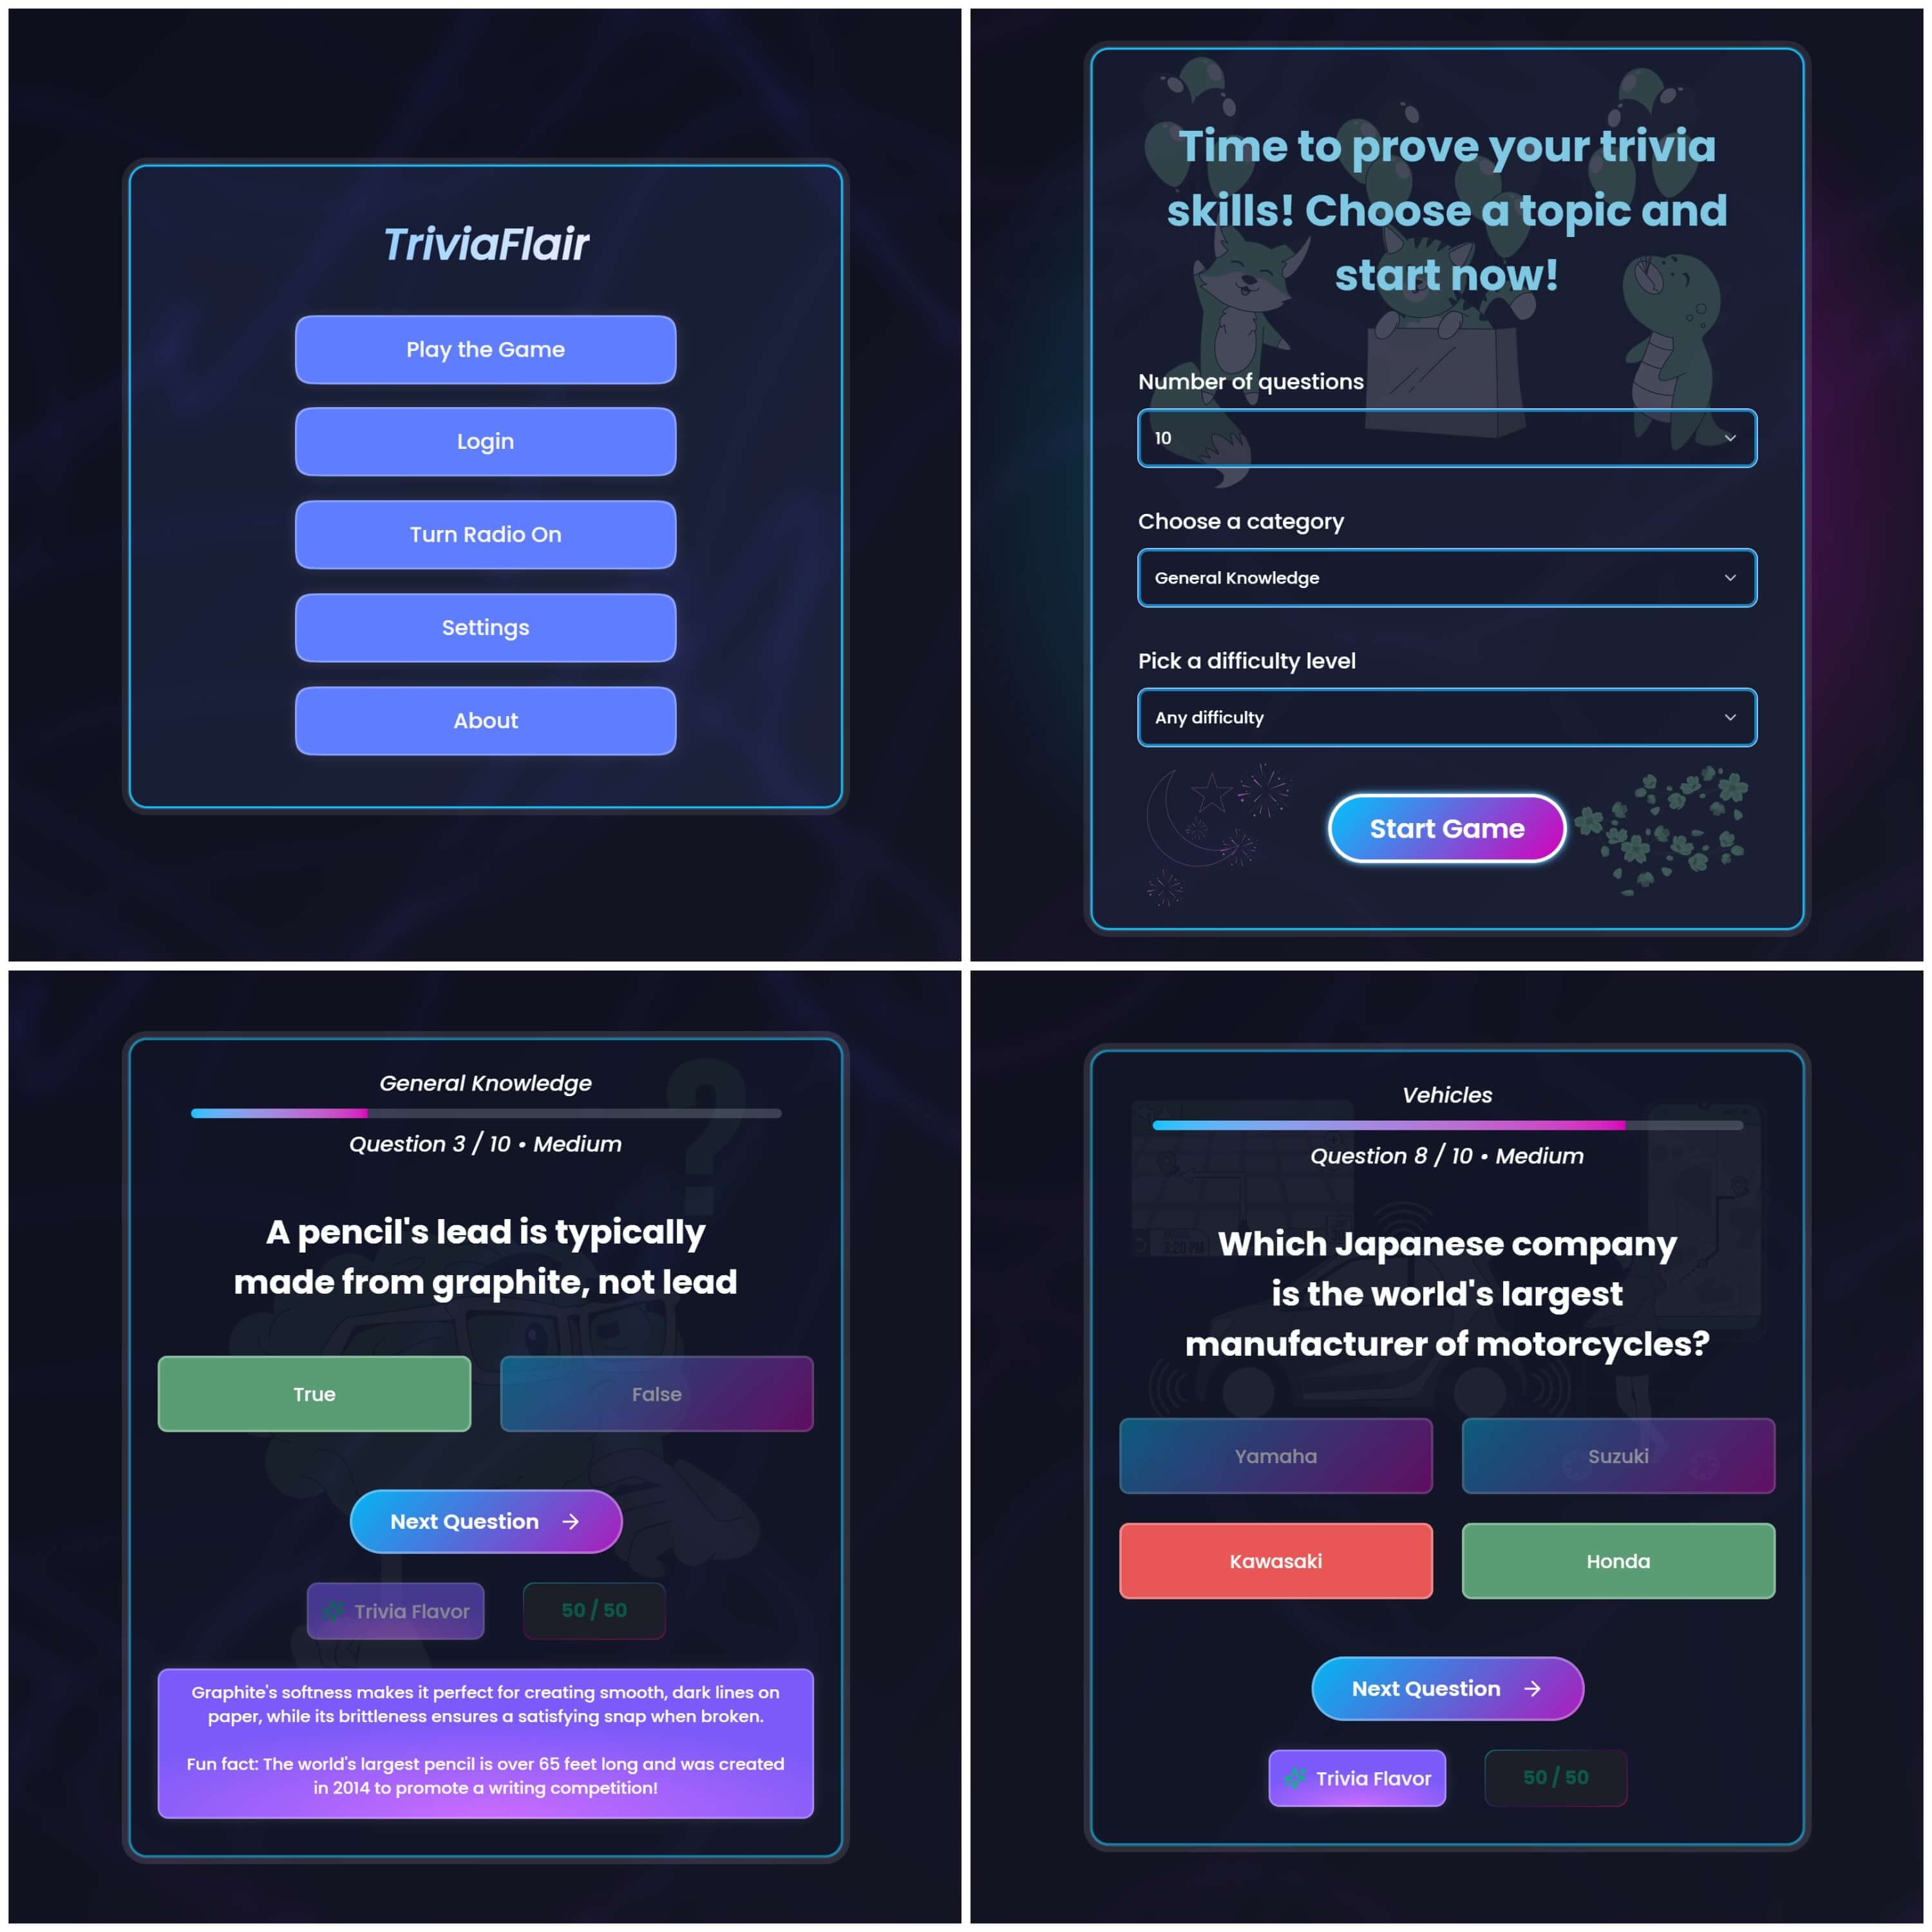 TriviaFlair
Play the Game
Login
Turn Radio On
Settings
About
Time to prove your trivia
skills! Choose a topic and
start now!
Number of questions
10
Choose a category
General Knowledge
Pick a difficulty level
Any difficulty
Start Game
General Knowledge
Question 3 / 10 • Medium
A pencil's lead is typically
made from graphite, not lead
True
False
Next Question
Trivia Flavor
50 / 50
Graphite's softness makes it perfect for creating smooth, dark lines on
paper, while its brittleness ensures a satisfying snap when broken.
Fun fact: The world's largest pencil is over 65 feet long and was created
in 2014 to promote a writing competition!
Vehicles
Question 8 / 10 • Medium
Which Japanese company
is the world's largest
manufacturer of motorcycles?
Yamaha
Suzuki
Kawasaki
Honda
Next Question
Trivia Flavor
50 / 50